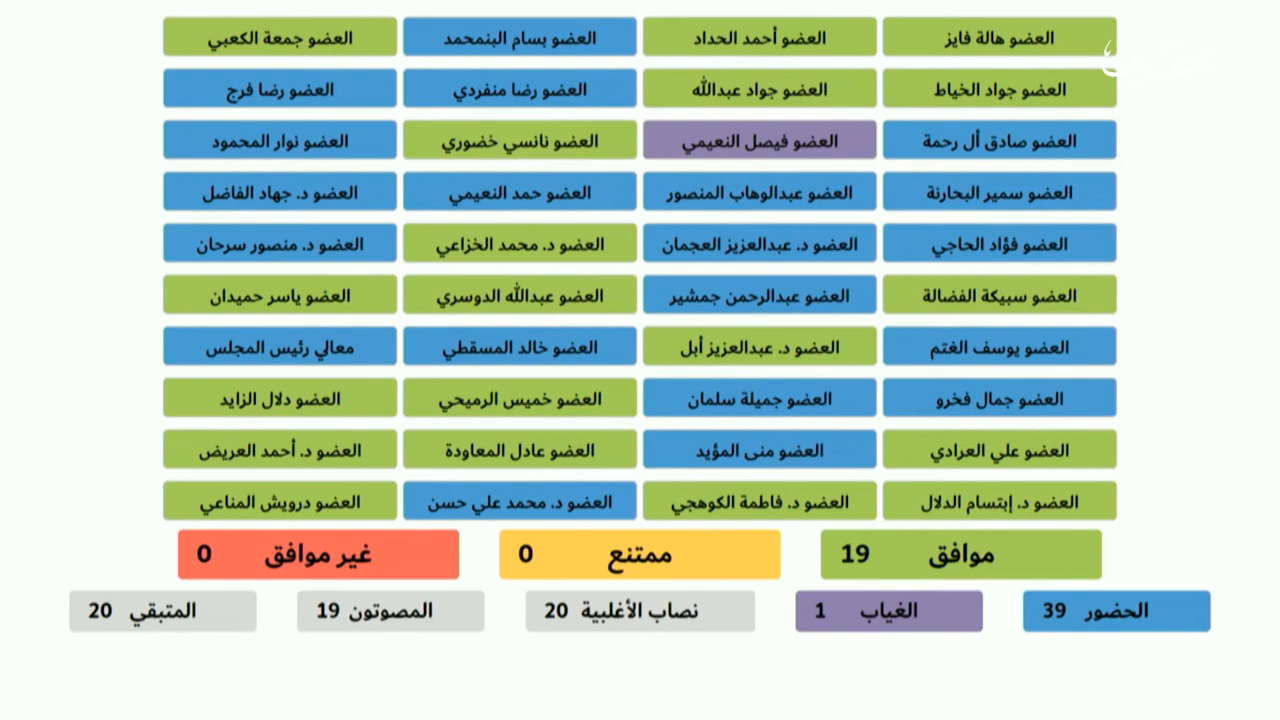 العضو هالة فايز العضو أحمد الحداد العضو بسام البنمحمد العضو جمعة الكعبي
العضو جواد الخياط العضو جواد عبدالله العضو رضا منفردي العضو رضا فرج
العضو صادق أل رحمة العضو فيصل النعيمي العضو نانسي خضوري العضو نوار المحمود
العضو سمير البحارنة العضو عبدالوهاب المنصور العضو حمد النعيمي العضو د. جهاد الفاضل
العضو فؤاد الحاجي العضو د. عبدالعزيز العجمان العضو د. محمد الخزاعي العضو د. منصور سرحان
العضو سبيكة الفضالة العضو عبدالرحمن جمشير العضو عبدالله الدوسري العضو ياسر حميدان
العضو يوسف الغتم العضو د. عبدالعزيز أبل العضو خالد المسقطي معالي رئيس المجلس
العضو جمال فخرو العضو جميلة سلمان العضو خميس الرميحي العضو دلال الزايد
العضو علي العرادي العضو منى المؤيد العضو عادل المعاودة العضو د. أحمد العريض
العضو د. إبتسام الدلال العضو د. فاطمة الكوهجي العضو د. محمد علي حسن العضو درويش المناعي
موافق 19 ممتنع 0 غير موافق 0
الحضور 39 الغياب 1 نصاب الأغلبية 20 المصوتون 19 المتبقي 20